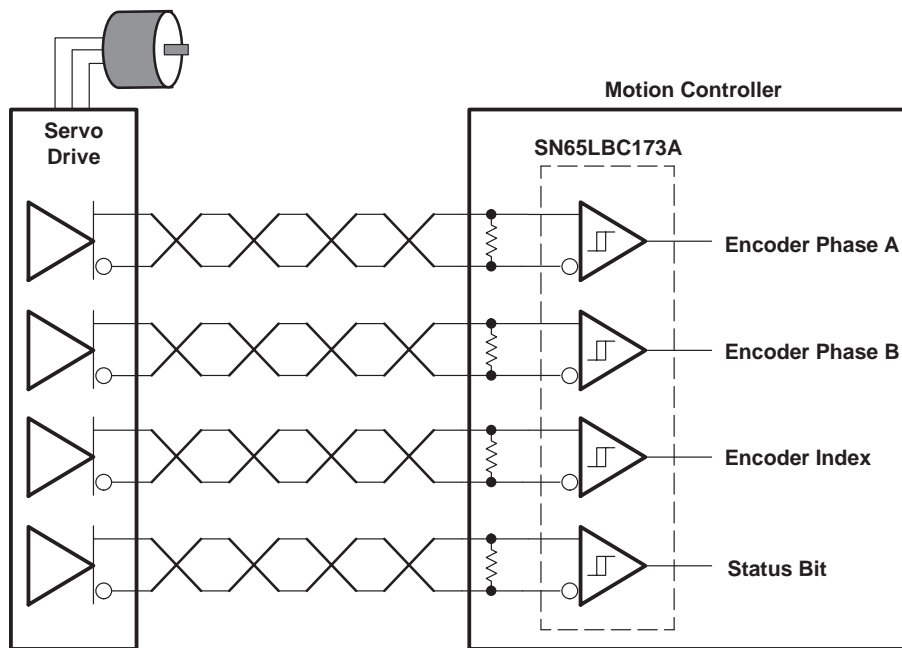 Motion Controller
Servo
Drive
SN65LBC173A
Encoder Phase A
Encoder Phase B
Encoder Index
Status Bit